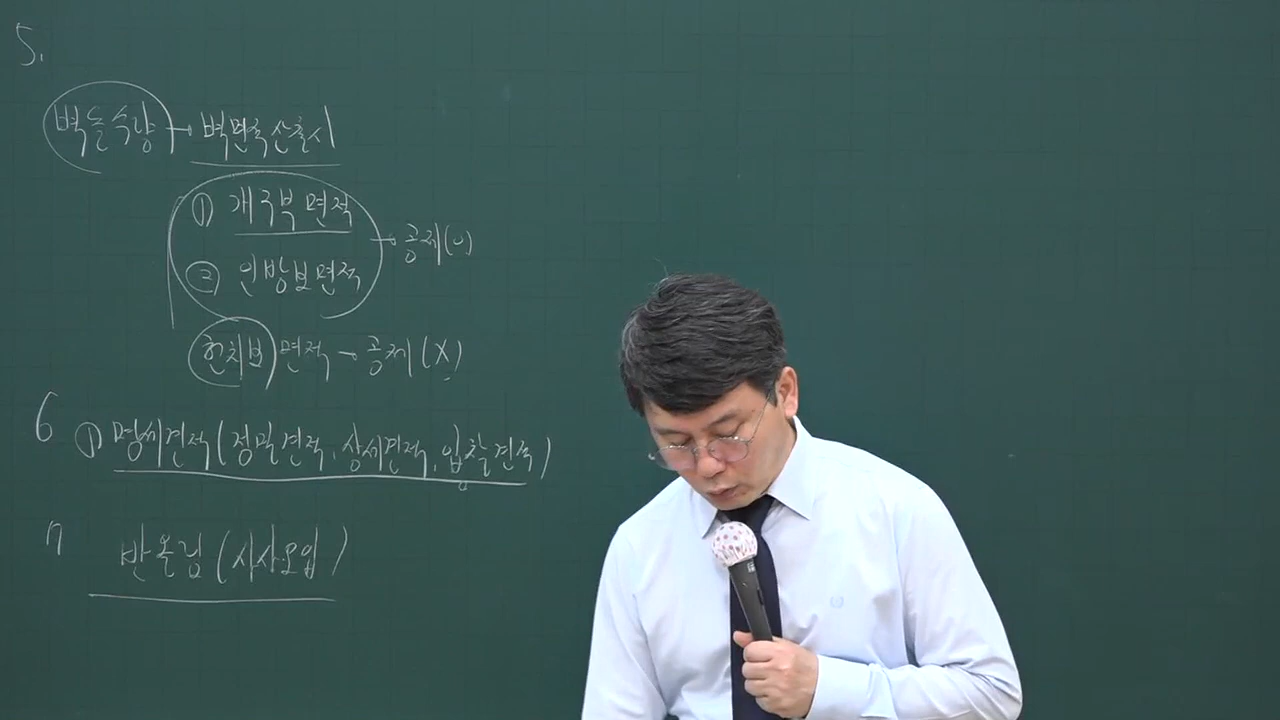 5.
벽돌수량 → 벽면적산출시
① 개구부 면적
② 인방보면적 → 공제(O)
헌치보 면적 → 공제(X)
6 ① 명세견적(정밀견적, 상세견적, 입찰견적)
7 반올림(사사오입)